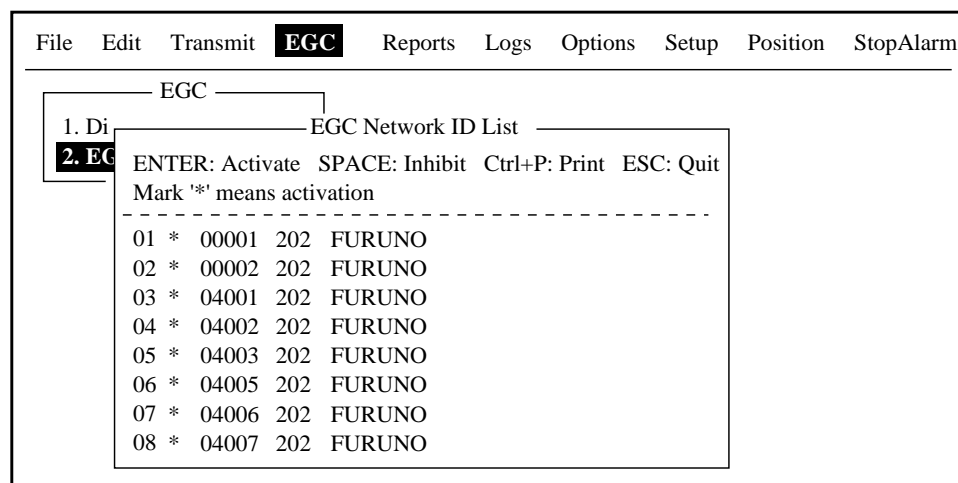 File Edit Transmit EGC Reports Logs Options Setup Position StopAlarm
EGC
1. Di
2. EG
EGC Network ID List
ENTER: Activate SPACE: Inhibit Ctrl+P: Print ESC: Quit
Mark '*' means activation
01 * 00001 202 FURUNO
02 * 00002 202 FURUNO
03 * 04001 202 FURUNO
04 * 04002 202 FURUNO
05 * 04003 202 FURUNO
06 * 04005 202 FURUNO
07 * 04006 202 FURUNO
08 * 04007 202 FURUNO